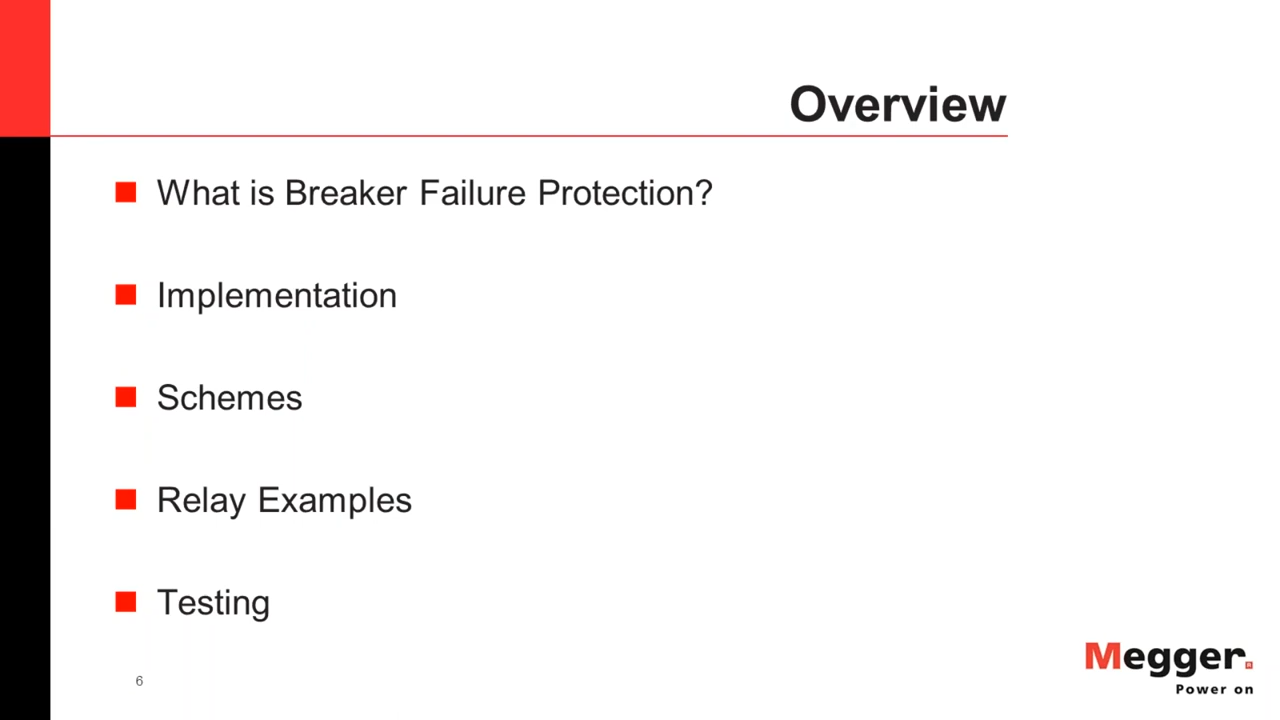 Overview
What is Breaker Failure Protection?
Implementation
Schemes
Relay Examples
Testing
6
Megger.
Power on